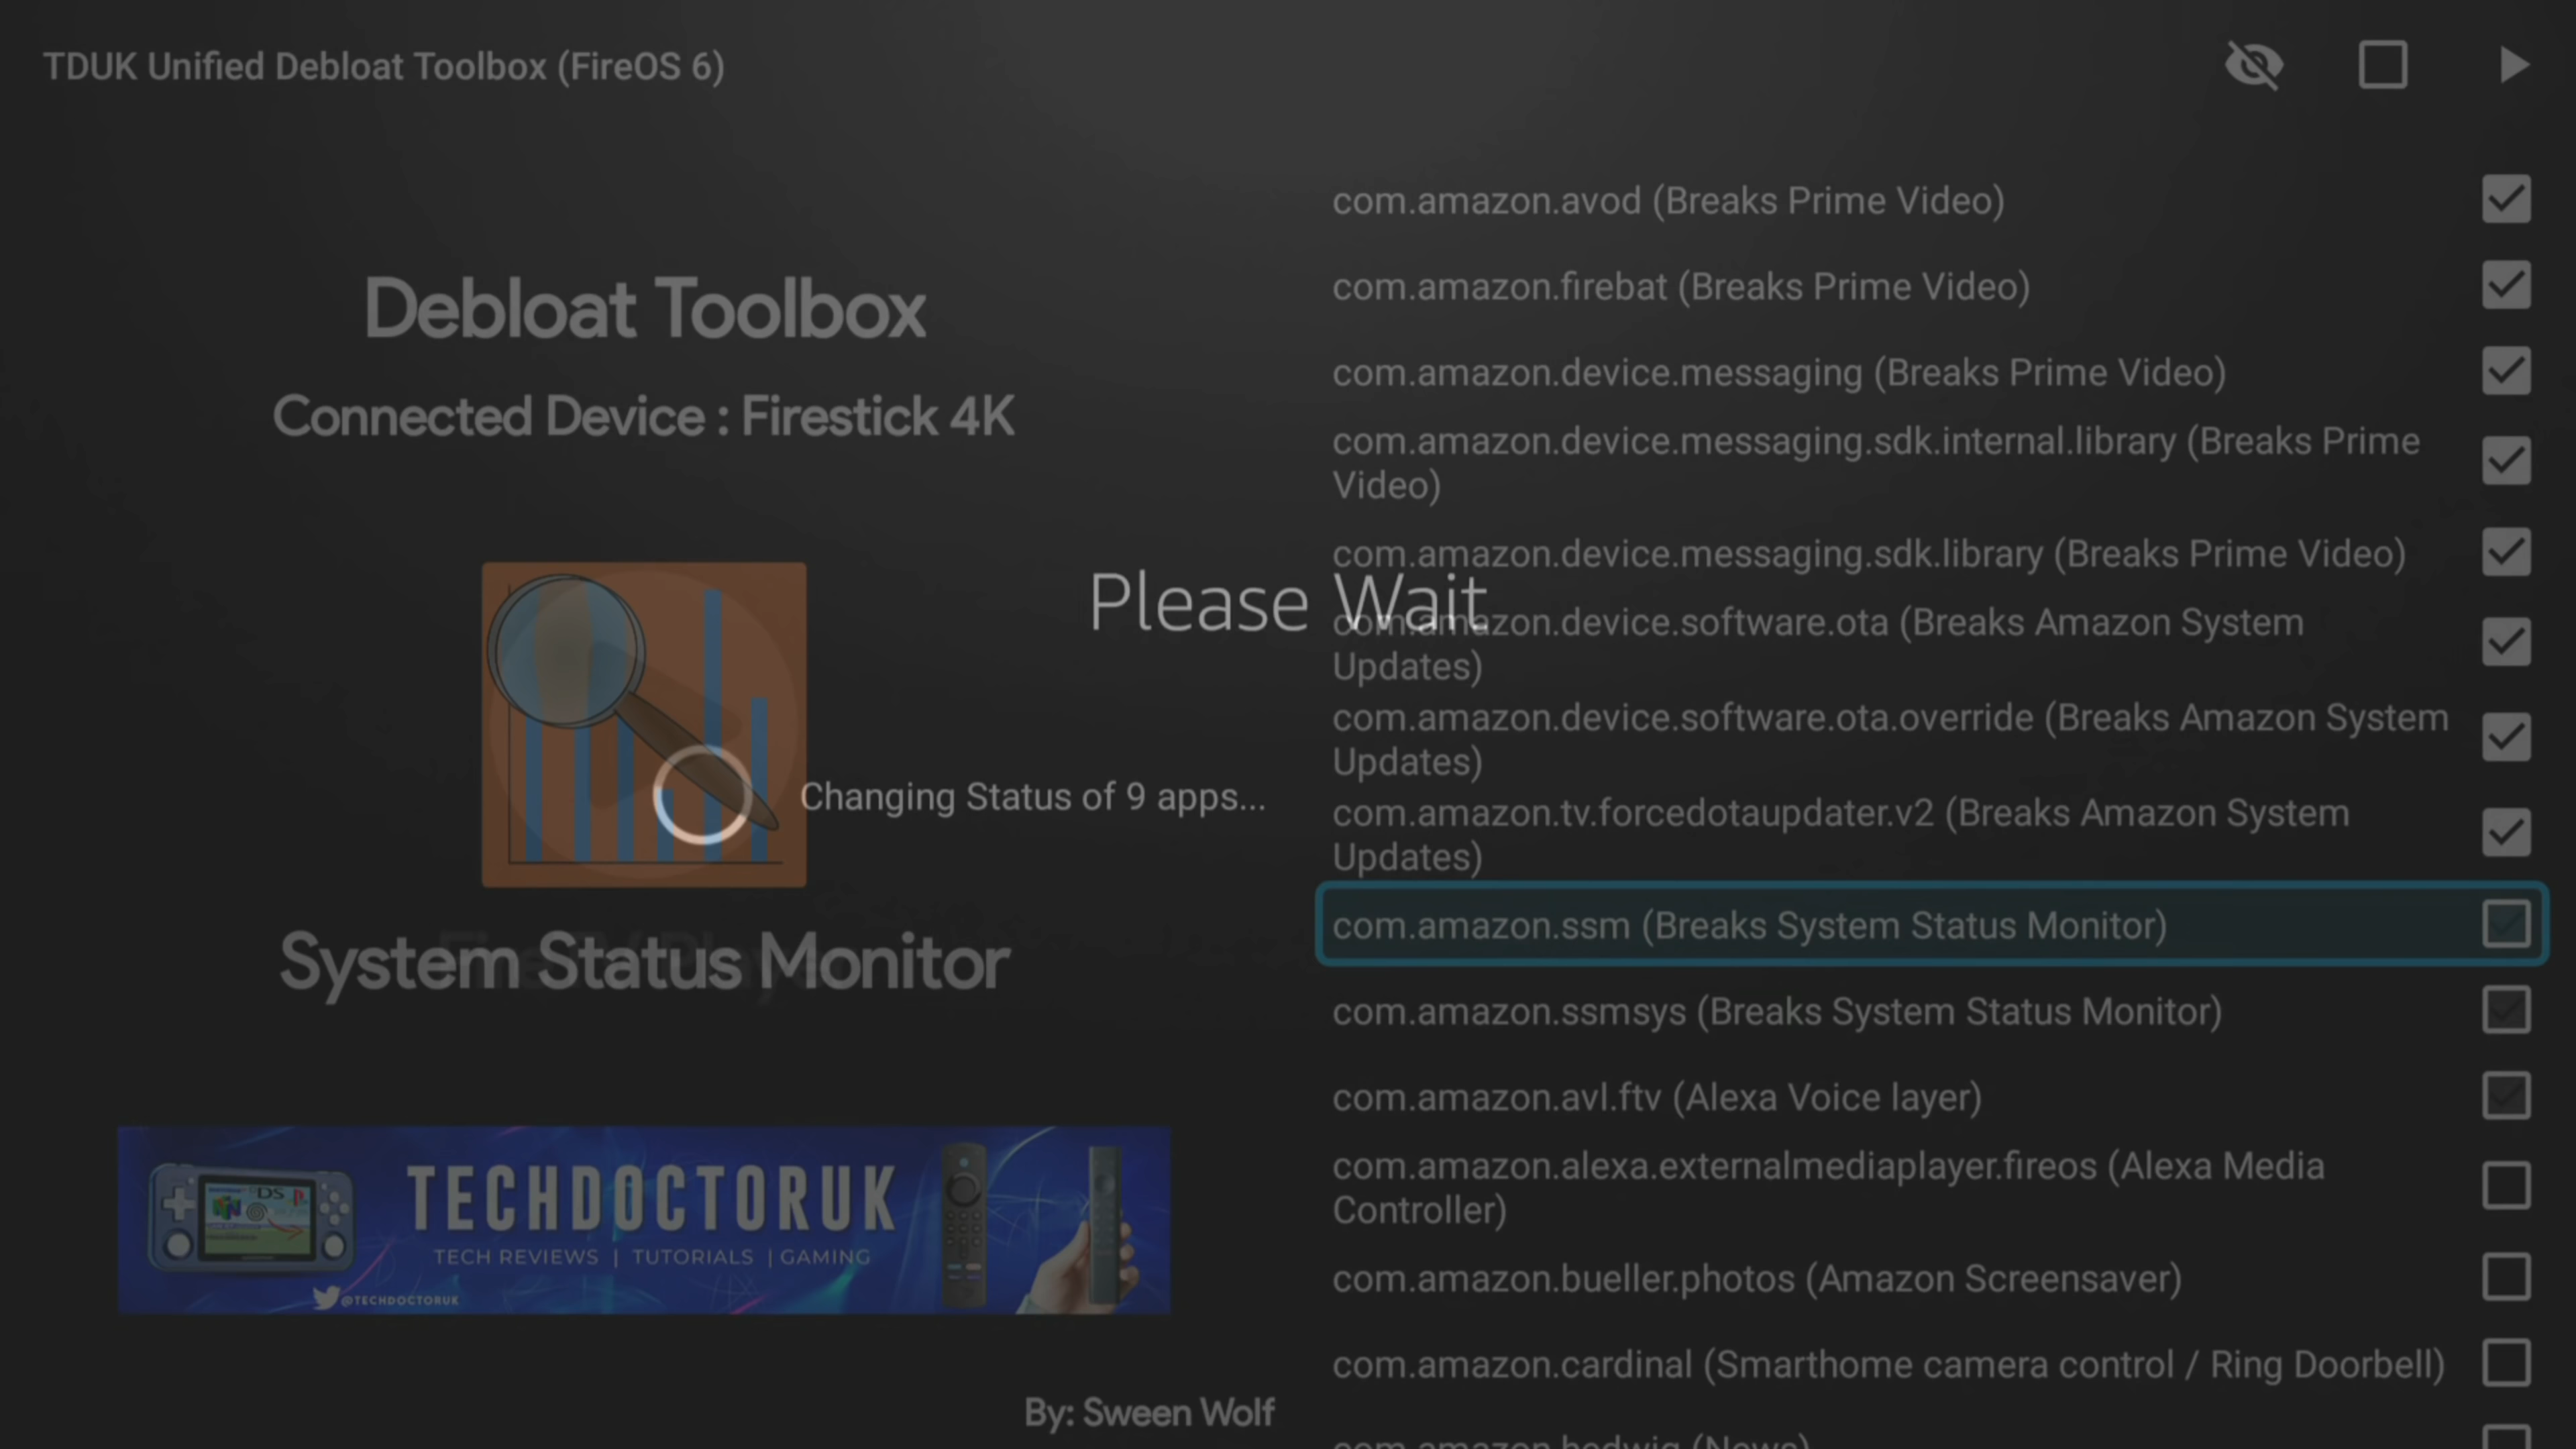 TDUK Unified Debloat Toolbox (FireOS 6)
Debloat Toolbox
Connected Device : Firestick 4K
System Status Monitor
TECHDOCTORUK
TECH REVIEWS | TUTORIALS | GAMING
@TECHDOCTORUK
By: Sween Wolf
Please Wait
Changing Status of 9 apps...
com.amazon.avod (Breaks Prime Video)
com.amazon.firebat (Breaks Prime Video)
com.amazon.device.messaging (Breaks Prime Video)
com.amazon.device.messaging.sdk.internal.library (Breaks Prime
Video)
com.amazon.device.messaging.sdk.library (Breaks Prime Video)
com.amazon.device.software.ota (Breaks Amazon System
Updates)
com.amazon.device.software.ota.override (Breaks Amazon System
Updates)
com.amazon.tv.forcedotaupdater.v2 (Breaks Amazon System
Updates)
com.amazon.ssm (Breaks System Status Monitor)
com.amazon.ssmsys (Breaks System Status Monitor)
com.amazon.avl.ftv (Alexa Voice layer)
com.amazon.alexa.externalmediaplayer.fireos (Alexa Media
Controller)
com.amazon.bueller.photos (Amazon Screensaver)
com.amazon.cardinal (Smarthome camera control / Ring Doorbell)
com.amazon.hedwig (News)